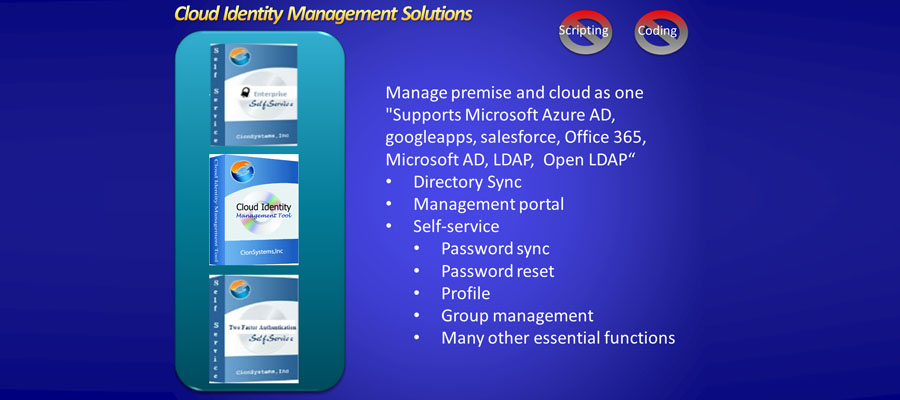 Cloud Identity Management Solutions
Scripting
Coding
Self Service
Enterprise
Self Service
ClonSystems, Inc
Cloud Identity Management Tool
Cloud Identity
Management Tool
ClonSystems,Inc
Self Service
Two Factor Authentication
Self Service
ClonSystems, Inc
Manage premise and cloud as one
"Supports Microsoft Azure AD,
googleapps, salesforce, Office 365,
Microsoft AD, LDAP,  Open LDAP“
• Directory Sync
• Management portal
• Self-service
• Password sync
• Password reset
• Profile
• Group management
• Many other essential functions